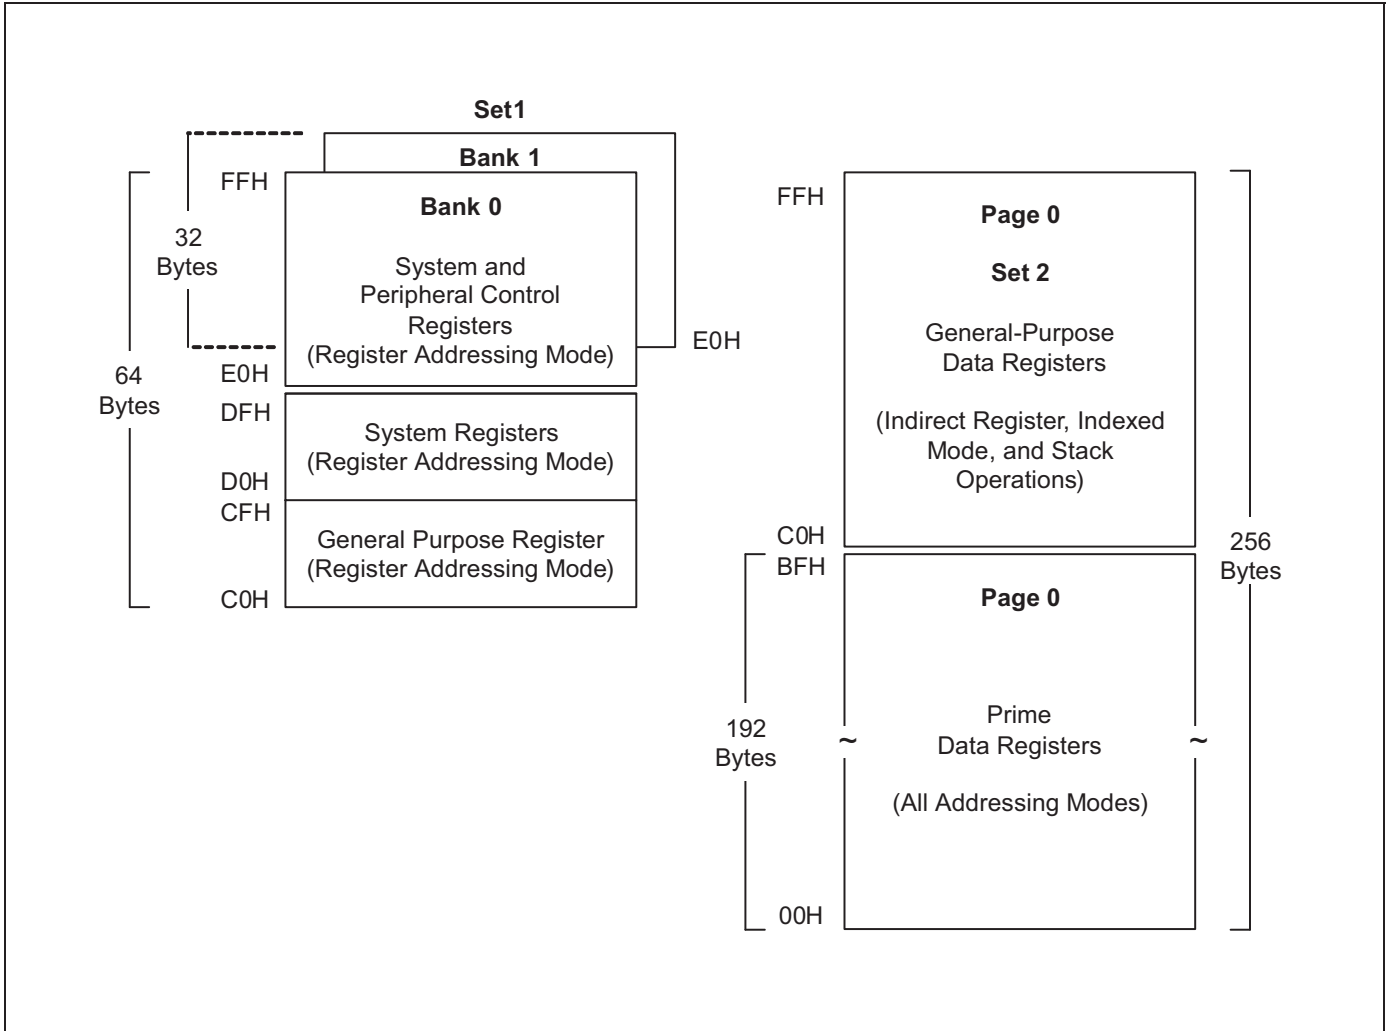 Set1
Bank 1
FFH
Bank 0
32
Bytes
System and
Peripheral Control
Registers
(Register Addressing Mode)
E0H
E0H
64
Bytes
DFH
System Registers
(Register Addressing Mode)
D0H
CFH
General Purpose Register
(Register Addressing Mode)
C0H
FFH
Page 0
Set 2
General-Purpose
Data Registers
(Indirect Register, Indexed
Mode, and Stack
Operations)
C0H
256
Bytes
BFH
Page 0
192
Bytes
~
Prime
Data Registers
~
(All Addressing Modes)
00H